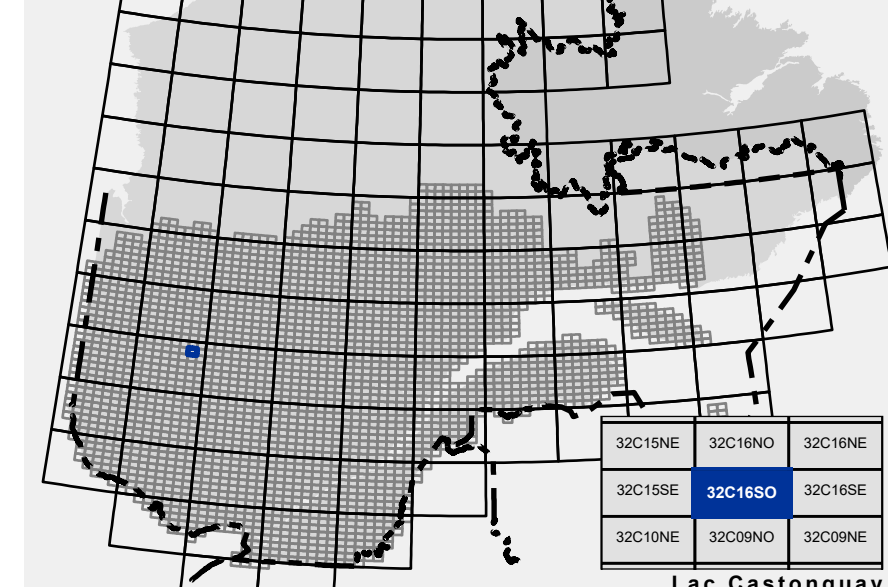 32C15NE 32C16NO 32C16NE
32C15SE 32C16SO 32C16SE
32C10NE 32C09NO 32C09NE
Lac Castonguay